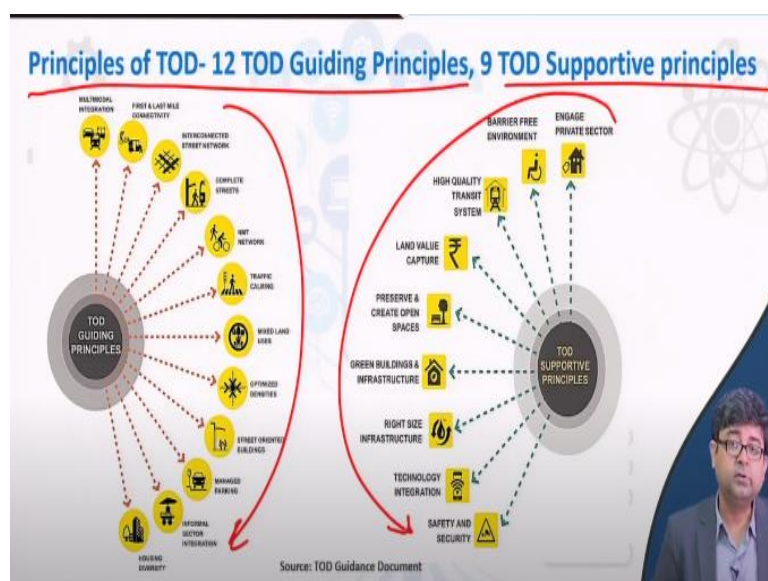 Principles of TOD- 12 TOD Guiding Principles, 9 TOD Supportive principles
MULTIMODAL
INTEGRATION
FIRST & LAST MILE
CONNECTIVITY
INTERCONNECTED
STREET NETWORK
COMPLETE
STREETS
NMT
NETWORK
TRAFFIC
CALMING
MIXED LAND
USES
OPTIMIZED
DENSITIES
STREET ORIENTED
BUILDINGS
MANAGED
PARKING
INFORMAL
SECTOR
INTEGRATION
HOUSING
DIVERSITY
TOD
GUIDING
PRINCIPLES
ENGAGE
PRIVATE SECTOR
BARRIER FREE
ENVIRONMENT
HIGH QUALITY
TRANSIT
SYSTEM
LAND VALUE
CAPTURE
₹
PRESERVE &
CREATE OPEN
SPACES
GREEN BUILDINGS &
INFRASTRUCTURE
RIGHT SIZE
INFRASTRUCTURE
TECHNOLOGY
INTEGRATION
SAFETY AND
SECURITY
TOD
SUPPORTIVE
PRINCIPLES
Source: TOD Guidance Document